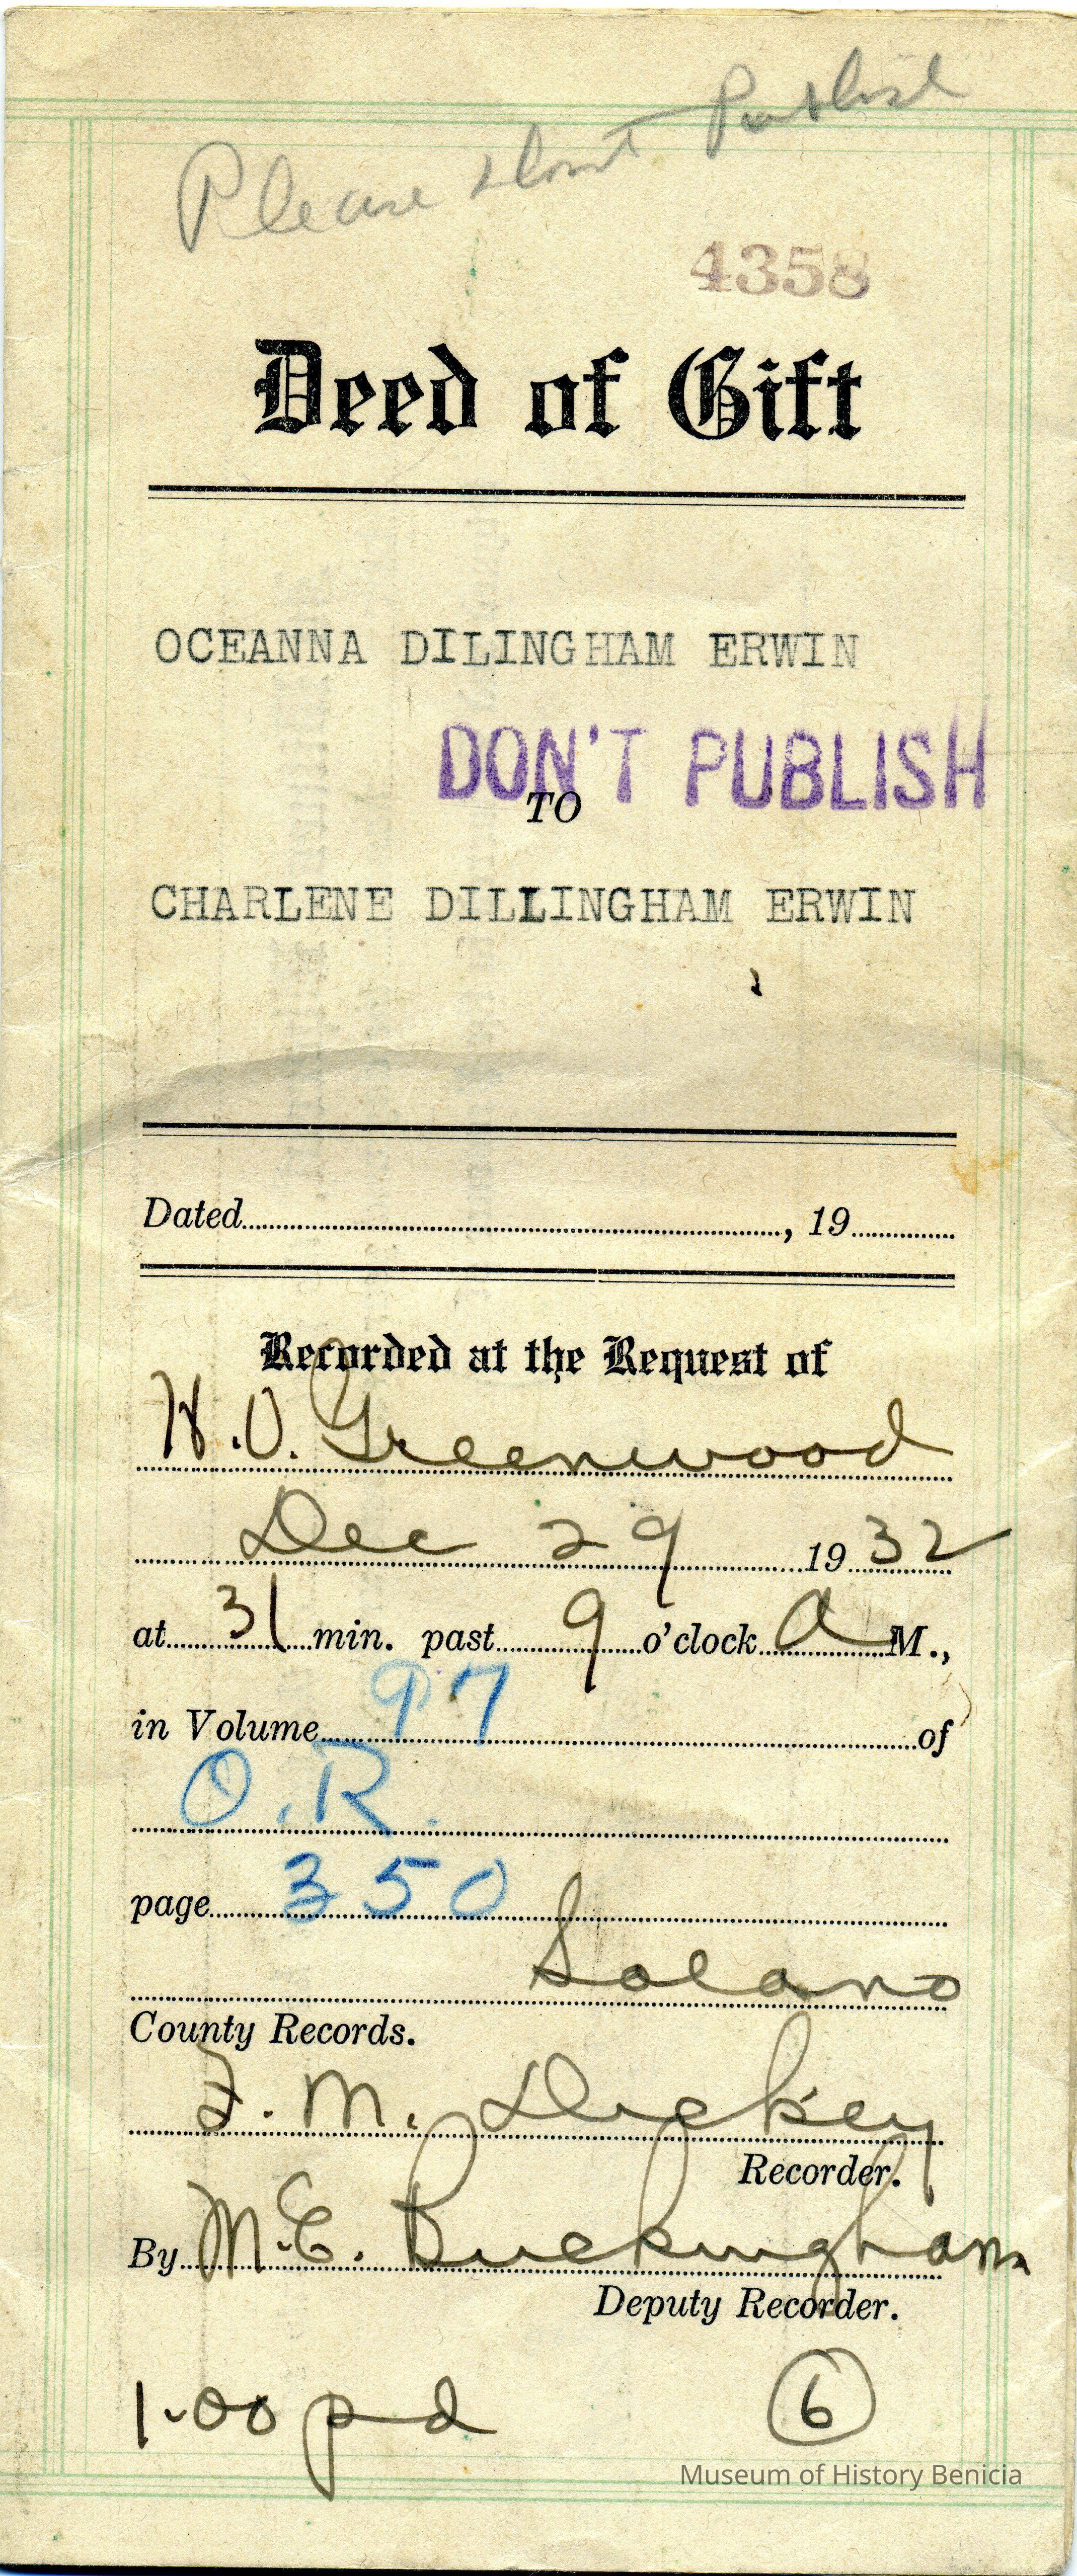 Please dont Publish
4358
Deed of Gift
OCEANNA DILINGHAM ERWIN
DON'T PUBLISH
TO
CHARLENE DILLINGHAM ERWIN
Dated, 19
Recorded at the Request of
H. O. Greenwood
Dec 29 1932
at 31 min. past 9 o'clock A M.,
in Volume 97 of
O.R.
page 350
Solano
County Records.
F. M. Dickey
Recorder.
By M.E. Buckingham
Deputy Recorder.
1.00 pd 6
Museum of History Benicia